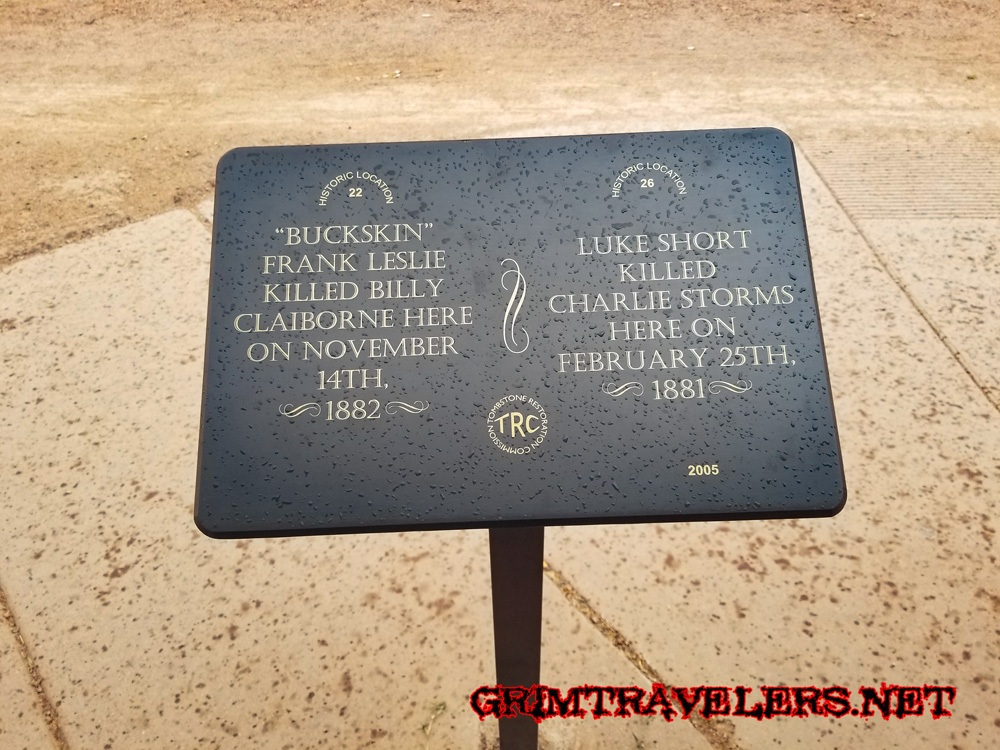 HISTORIC LOCATION
22
"BUCKSKIN"
FRANK LESLIE
KILLED BILLY
CLAIBORNE HERE
ON NOVEMBER
14TH,
1882
HISTORIC LOCATION
26
LUKE SHORT
KILLED
CHARLIE STORMS
HERE ON
FEBRUARY 25TH,
1881
TOMBSTONE RESTORATION COMMISSION
TRC
2005
GRIMTRAVELERS.NET